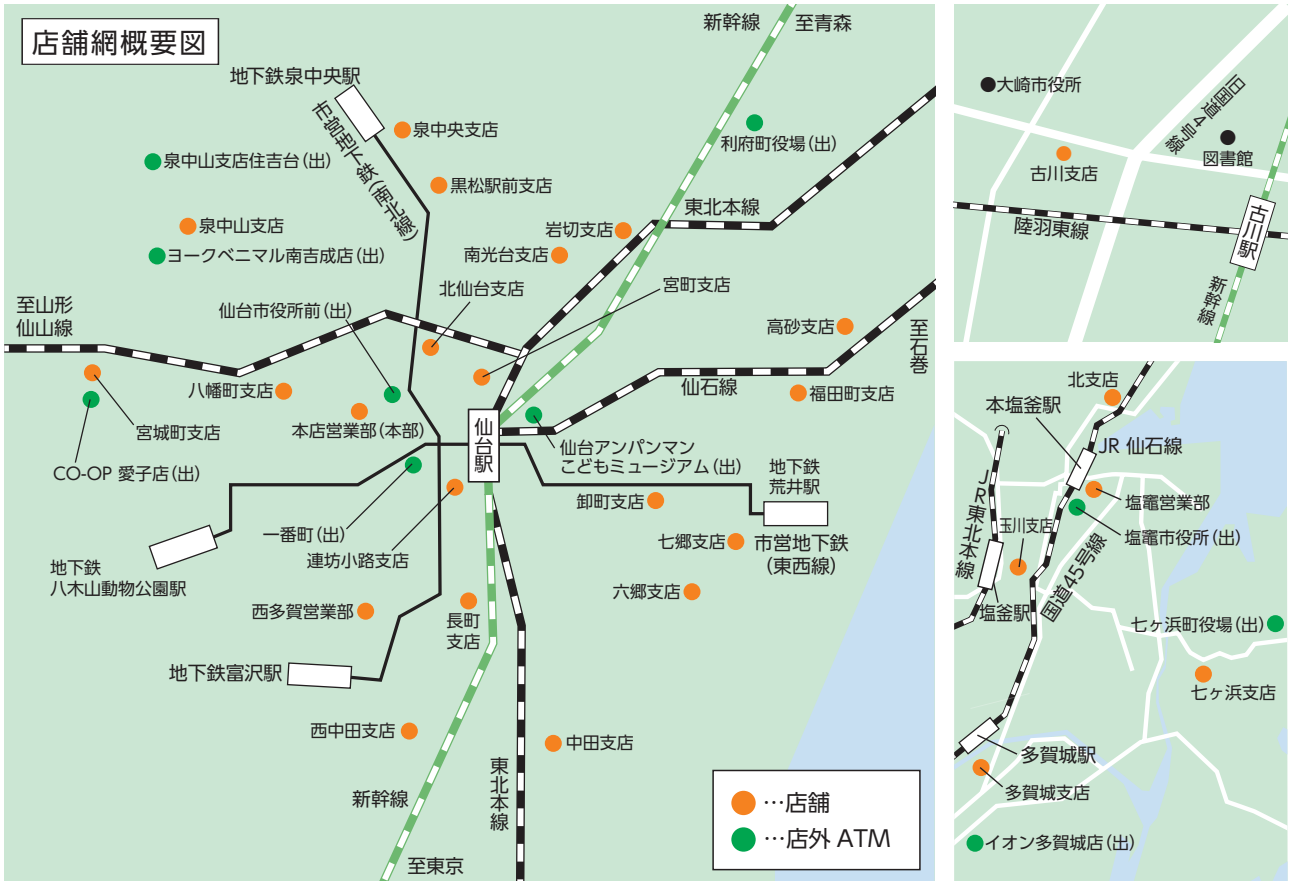 店舗網概要図
新幹線
至青森
地下鉄泉中央駅
市営地下鉄(南北線)
泉中央支店
利府町役場(出)
泉中山支店住吉台(出)
黒松駅前支店
東北本線
泉中山支店
岩切支店
ヨークベニマル南吉成店(出)
南光台支店
北仙台支店
宮町支店
至山形
仙山線
仙台市役所前(出)
高砂支店
至石巻
八幡町支店
仙石線
福田町支店
宮城町支店
本店営業部(本部)
仙台駅
CO-OP 愛子店(出)
仙台アンパンマン
こどもミュージアム(出)
地下鉄
荒井駅
卸町支店
一番町(出)
七郷支店
市営地下鉄
(東西線)
連坊小路支店
地下鉄
八木山動物公園駅
六郷支店
西多賀営業部
長町
支店
地下鉄富沢駅
西中田支店
中田支店
新幹線
東北本線
至東京
…店舗
…店外 ATM
大崎市役所
旧国道4号線
図書館
古川支店
陸羽東線
古川駅
新幹線
北支店
本塩釜駅
JR 仙石線
JR東北本線
塩竈営業部
玉川支店
塩竈市役所(出)
国道45号線
塩釜駅
七ヶ浜町役場(出)
七ヶ浜支店
多賀城駅
多賀城支店
イオン多賀城店(出)